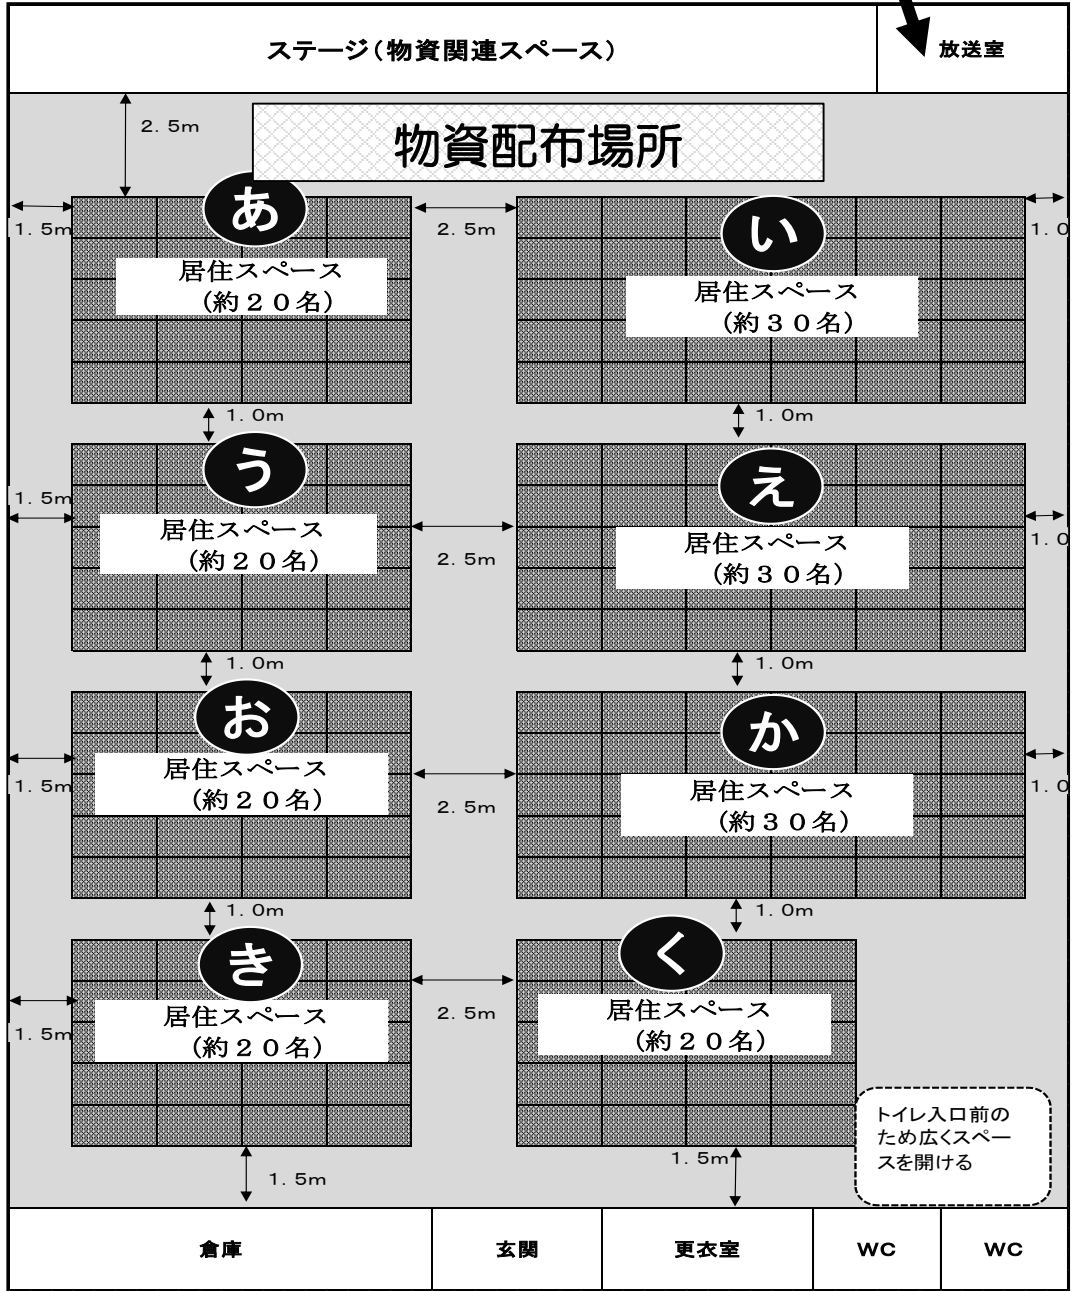 ステージ(物資関連スペース)
放送室
2.5m
物資配布場所
あ
い
1.5m
2.5m
1.0
居住スペース
(約20名)
居住スペース
(約30名)
1.0m
1.0m
う
え
1.5m
2.5m
1.0
居住スペース
(約20名)
居住スペース
(約30名)
1.0m
1.0m
お
か
1.5m
2.5m
1.0
居住スペース
(約20名)
居住スペース
(約30名)
1.0m
1.0m
き
く
1.5m
2.5m
居住スペース
(約20名)
居住スペース
(約20名)
トイレ入口前の
ため広くスペー
スを開ける
1.5m
1.5m
倉庫
玄関
更衣室
WC
WC